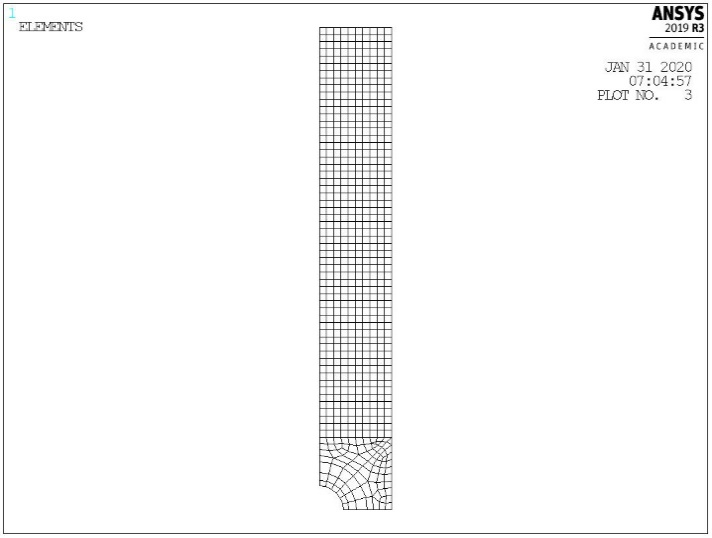 1
ELEMENTS
ANSYS
2019 R3
ACADEMIC
JAN 31 2020
07:04:57
PLOT NO. 3